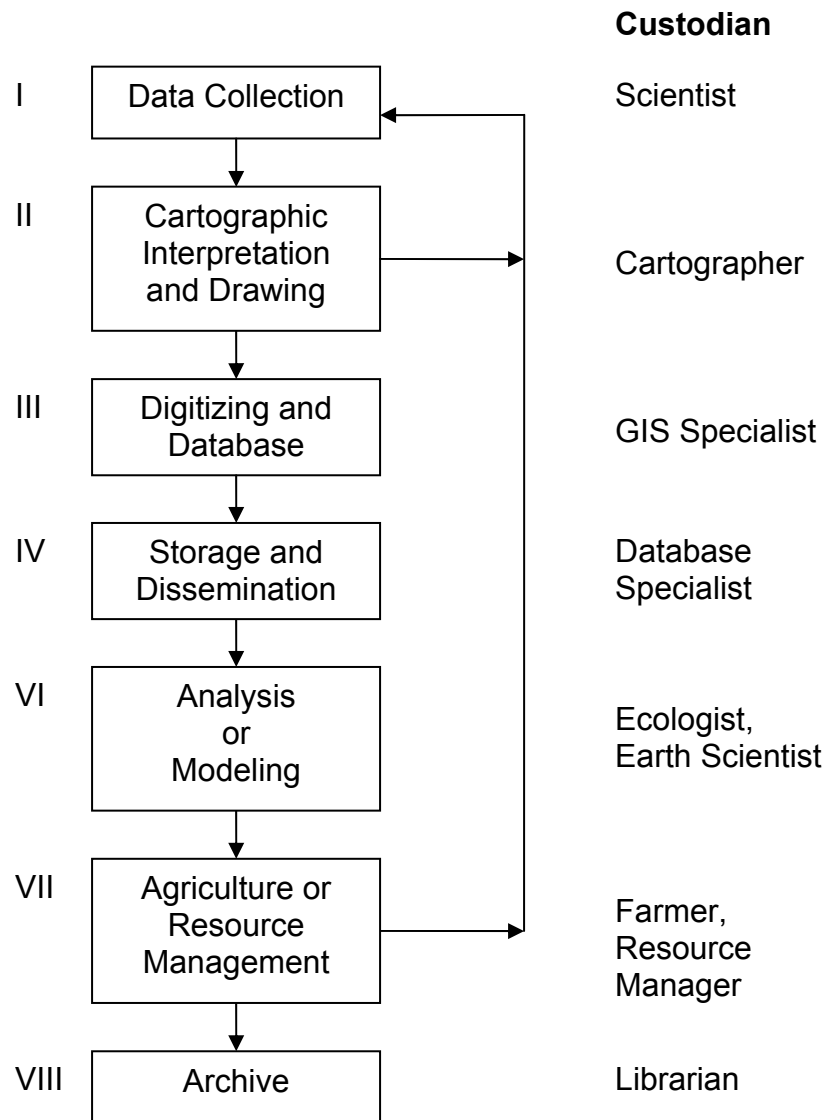 Custodian
I
Data Collection
Scientist
II
Cartographic
Interpretation
and Drawing
Cartographer
III
Digitizing and
Database
GIS Specialist
IV
Storage and
Dissemination
Database
Specialist
VI
Analysis
or
Modeling
Ecologist,
Earth Scientist
VII
Agriculture or
Resource
Management
Farmer,
Resource
Manager
VIII
Archive
Librarian